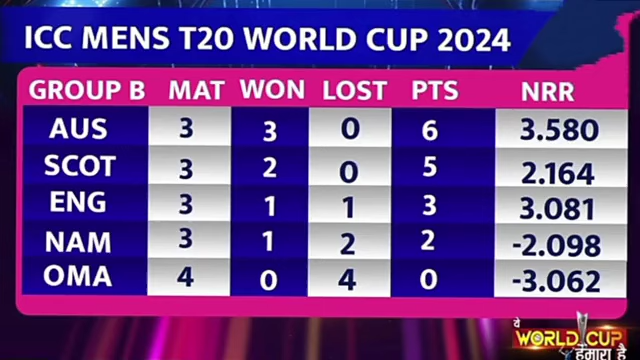 ICC MENS T20 WORLD CUP 2024
GROUP B MAT WON LOST PTS NRR
AUS 3 3 0 6 3.580
SCOT 3 2 0 5 2.164
ENG 3 1 1 3 3.081
NAM 3 1 2 2 -2.098
OMA 4 0 4 0 -3.062
ये
WORLD CUP
हमारा है